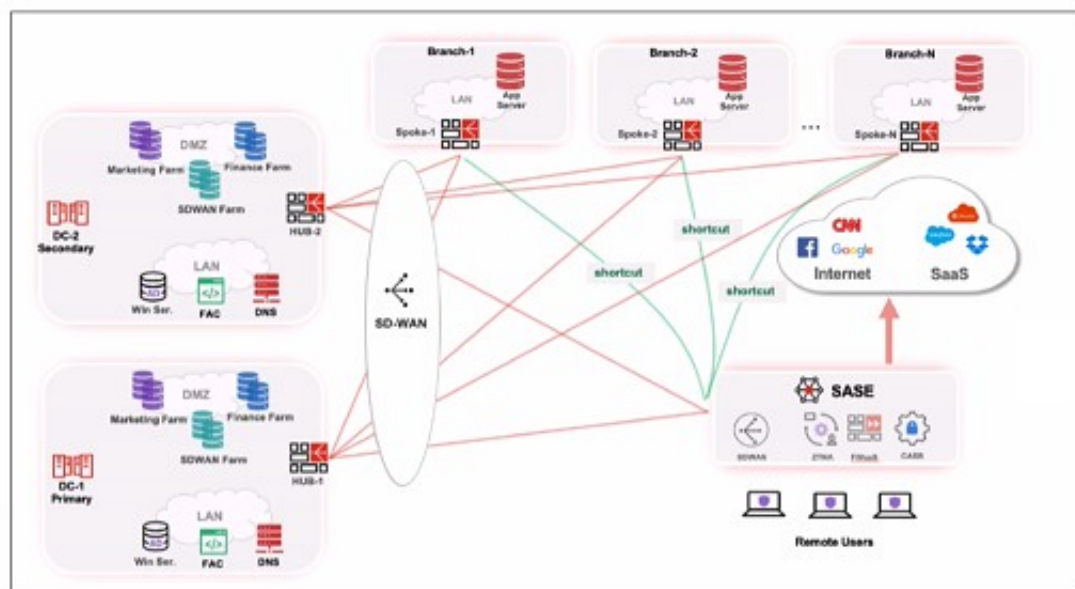 Branch-1
LAN
App
Server
Spoke-1
Branch-2
LAN
App
Server
Spoke-2
...
Branch-N
LAN
App
Server
Spoke-N
DMZ
Marketing Farm
Finance Farm
SDWAN Farm
DC-2
Secondary
HUB-2
LAN
Win Ser.
FAC
DNS
SD-WAN
shortcut
shortcut
shortcut
CNN
Google
Internet
SaaS
DMZ
Marketing Farm
Finance Farm
SDWAN Farm
DC-1
Primary
HUB-1
LAN
Win Ser.
FAC
DNS
SASE
SDWAN
ZTNA
FWaaS
CASB
Remote Users